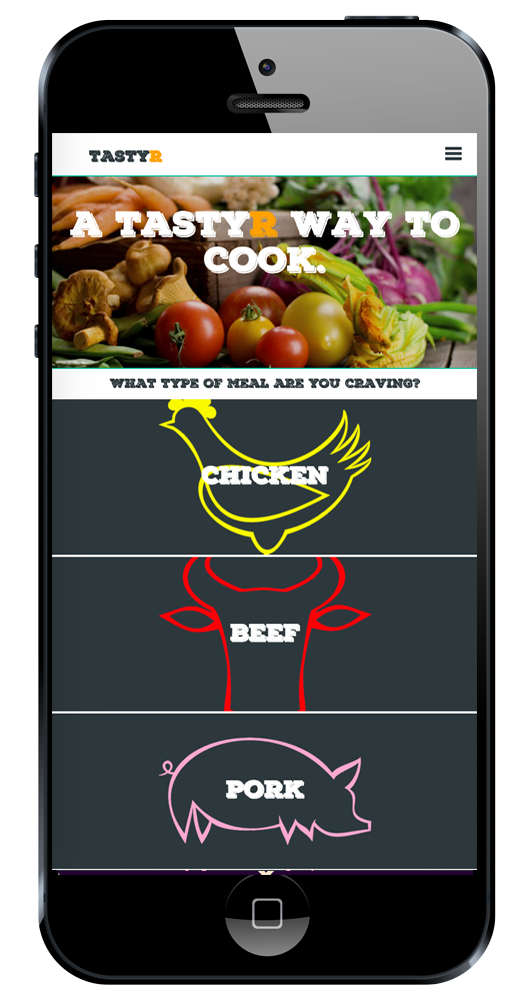 TASTYR
A TASTYR WAY TO
COOK.
WHAT TYPE OF MEAL ARE YOU CRAVING?
CHICKEN
BEEF
PORK